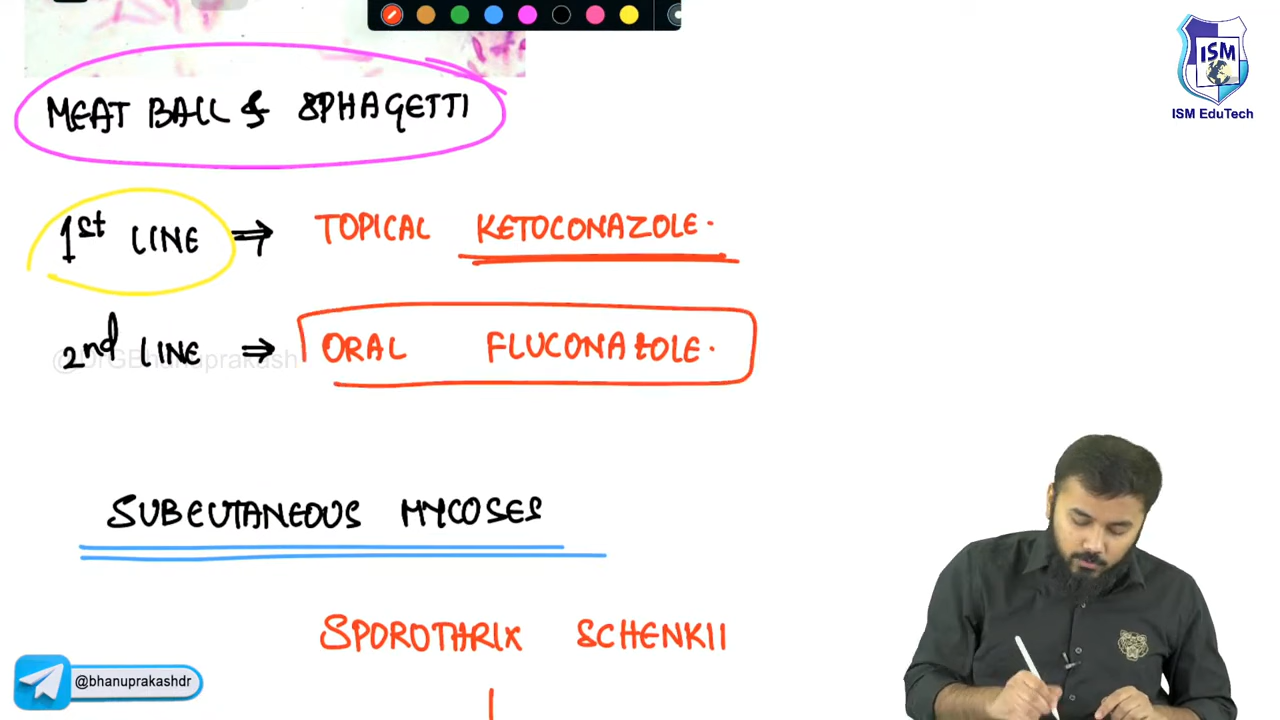 ISM
ISM EduTech
MEAT BALL & SPHAGETTI
1st LINE ⇒ TOPICAL KETOCONAZOLE.
2nd LINE ⇒ ORAL FLUCONAZOLE.
@DrGBhanuprakash
SUBCUTANEOUS MYCOSES
SPOROTHRIX SCHENKII
@bhanuprakashdr